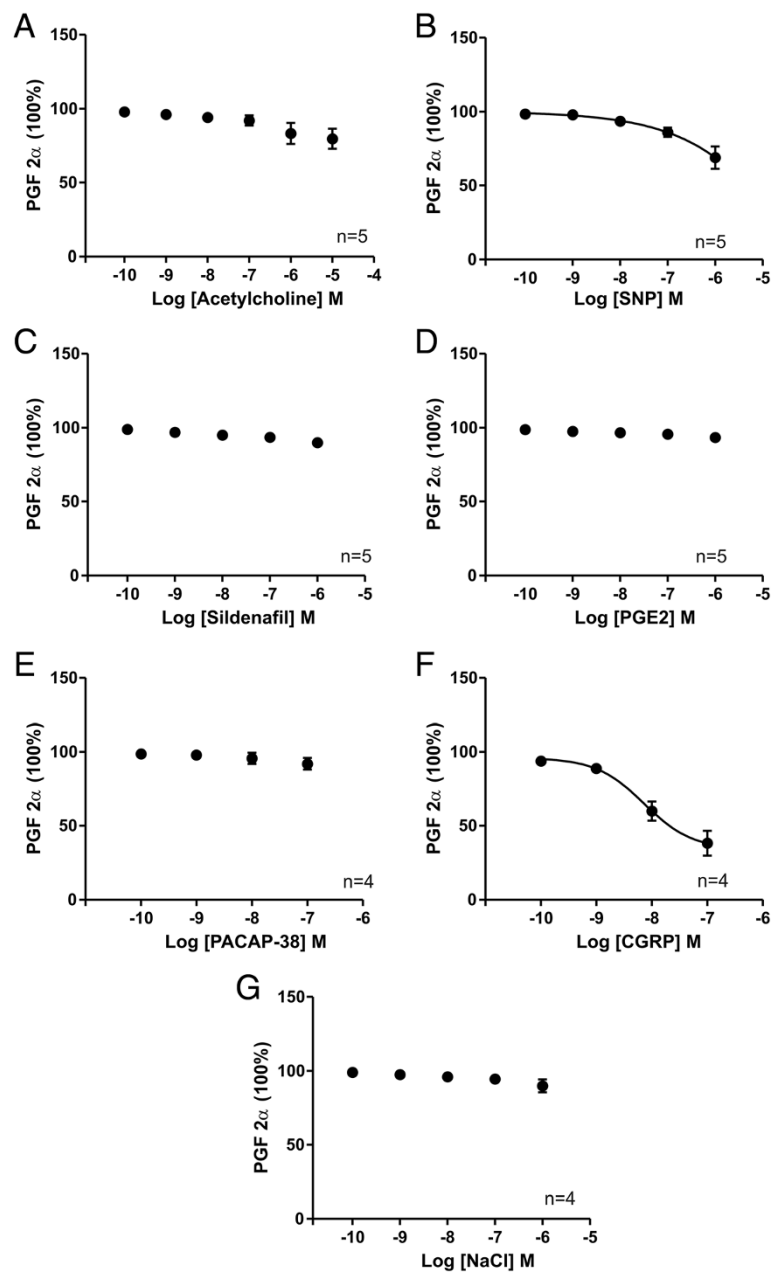 A
PGF 2α (100%)
150
100
50
0
-10 -9 -8 -7 -6 -5 -4
n=5
Log [Acetylcholine] M
B
PGF 2α (100%)
150
100
50
0
-10 -9 -8 -7 -6 -5
n=5
Log [SNP] M
C
PGF 2α (100%)
150
100
50
0
-10 -9 -8 -7 -6 -5
n=5
Log [Sildenafil] M
D
PGF 2α (100%)
150
100
50
0
-10 -9 -8 -7 -6 -5
n=5
Log [PGE2] M
E
PGF 2α (100%)
150
100
50
0
-10 -9 -8 -7 -6
n=4
Log [PACAP-38] M
F
PGF 2α (100%)
150
100
50
0
-10 -9 -8 -7 -6
n=4
Log [CGRP] M
G
PGF 2α (100%)
150
100
50
0
-10 -9 -8 -7 -6 -5
n=4
Log [NaCl] M